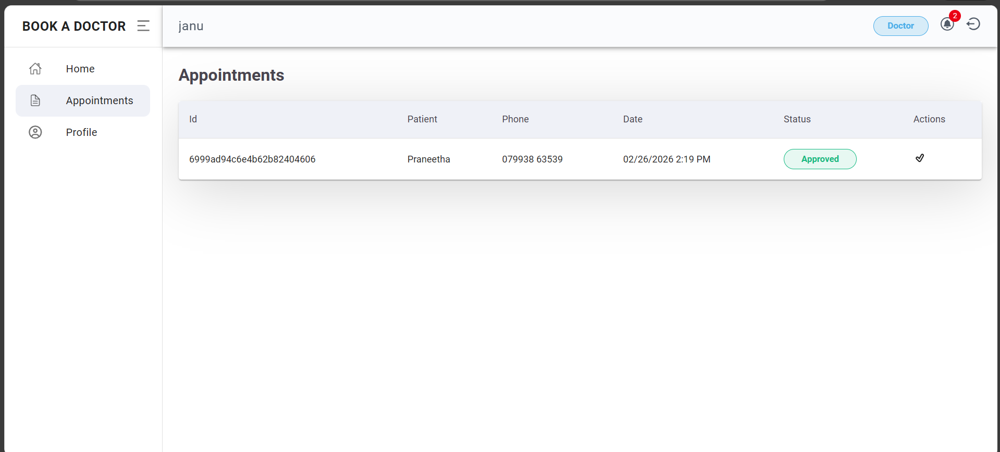 BOOK A DOCTOR
janu
Doctor
2
Home
Appointments
Profile
Appointments
Id Patient Phone Date Status Actions
6999ad94c6e4b62b82404606 Praneetha 079938 63539 02/26/2026 2:19 PM Approved